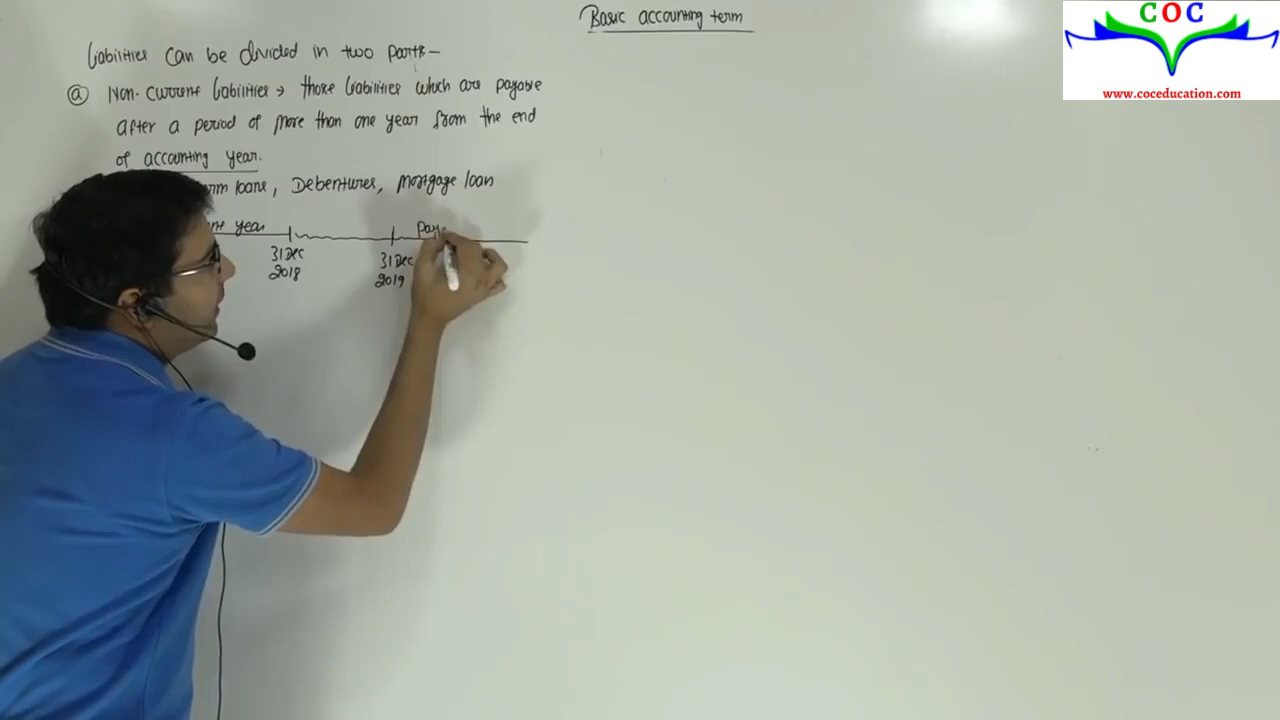 Basic accounting term
COC
www.coceducation.com
Liabilities can be divided in two parts –
(a) Non-current liabilities → those liabilities which are payable
after a period of more than one year from the end
of accounting year.
loans, Debentures, Mortgage loan
year
Pay
31 Dec
2018
31 Dec
2019